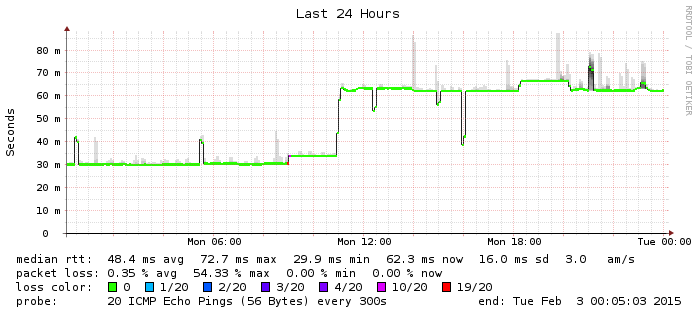 Last 24 Hours
RRDTOOL / TOBI OETIKER
Seconds
80 m
70 m
60 m
50 m
40 m
30 m
20 m
10 m
0
Mon 06:00 Mon 12:00 Mon 18:00 Tue 00:00
median rtt: 48.4 ms avg 72.7 ms max 29.9 ms min 62.3 ms now 16.0 ms sd 3.0 am/s
packet loss: 0.35 % avg 54.33 % max 0.00 % min 0.00 % now
loss color: 0 1/20 2/20 3/20 4/20 10/20 19/20
probe: 20 ICMP Echo Pings (56 Bytes) every 300s end: Tue Feb 3 00:05:03 2015